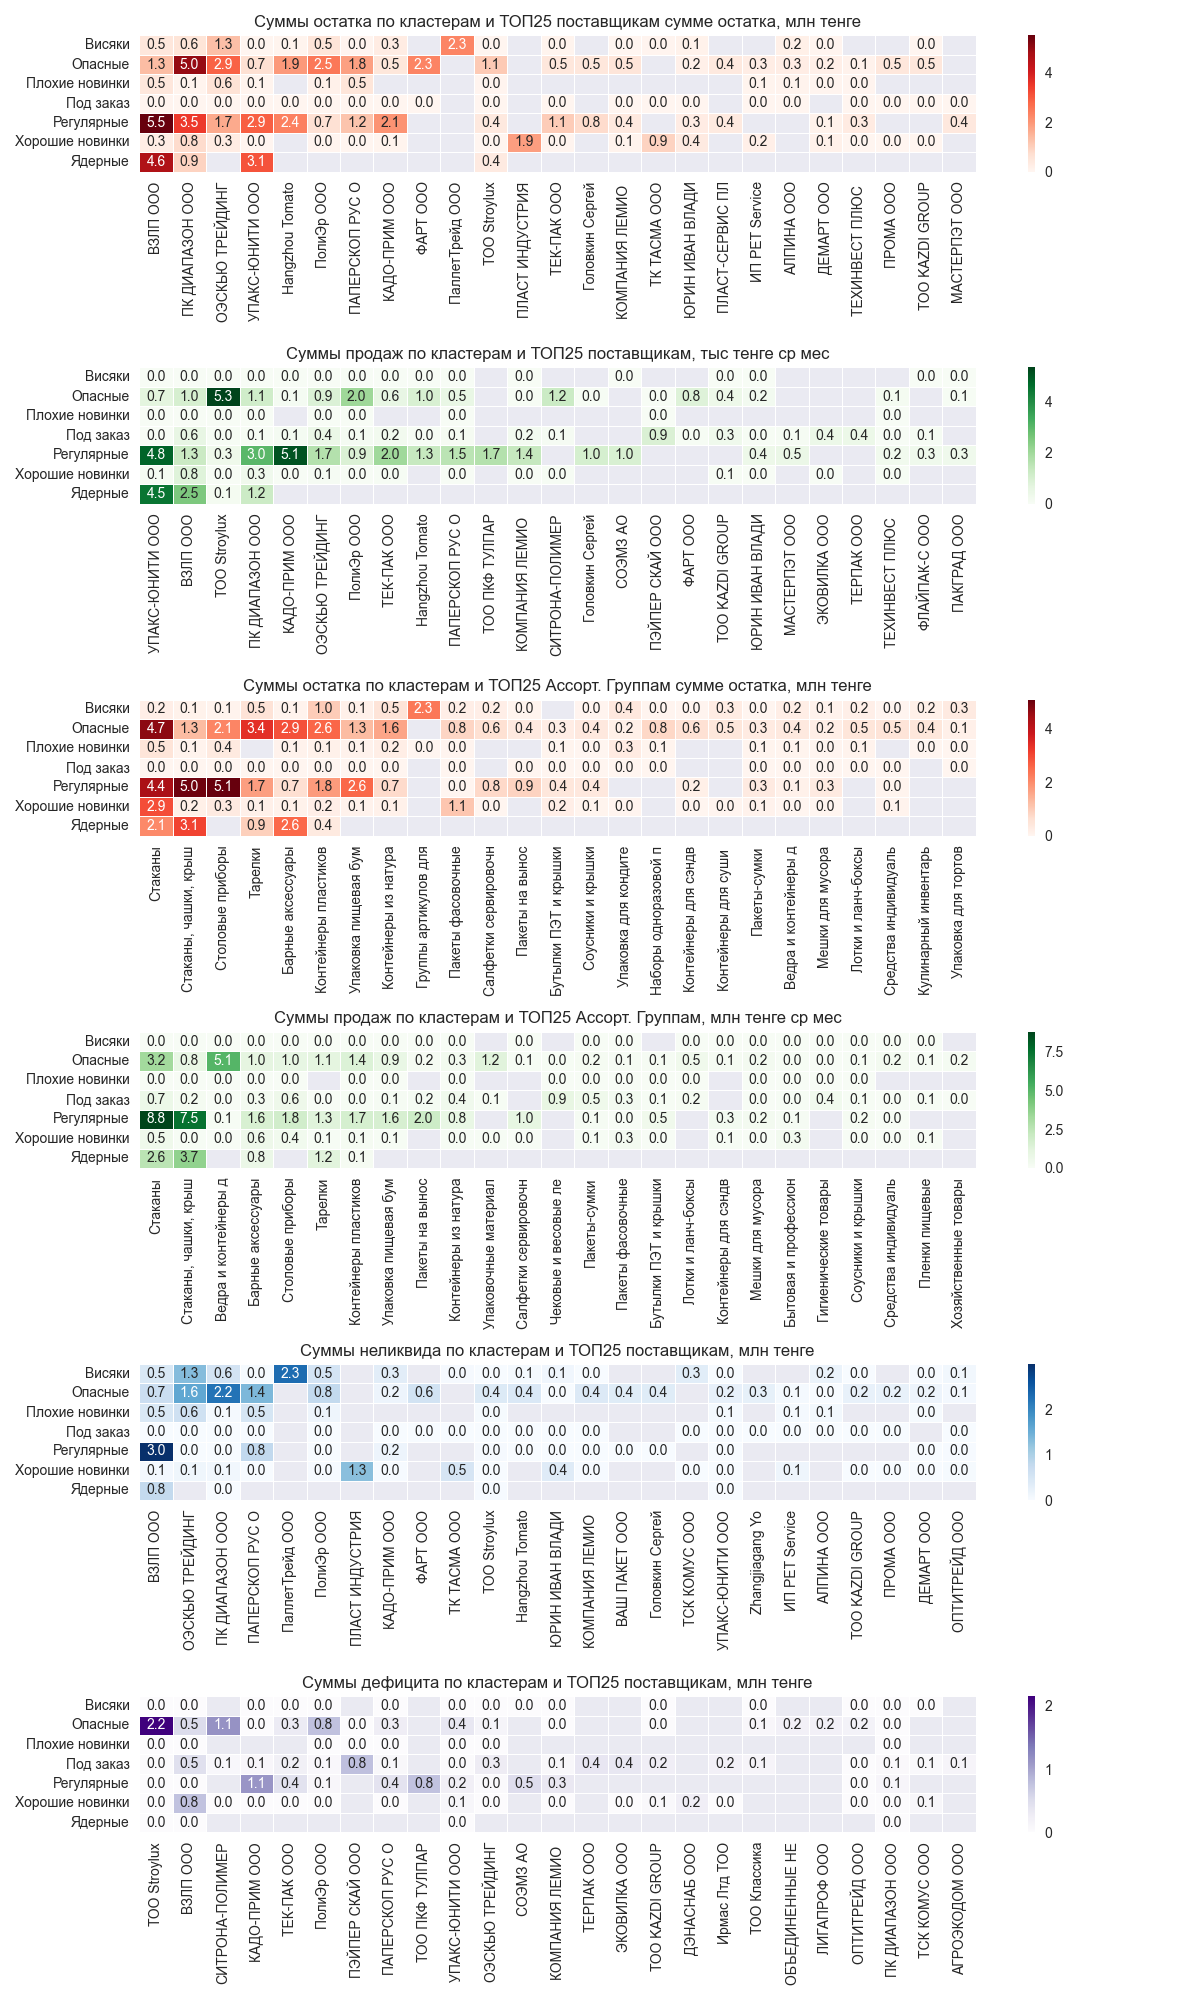 Суммы остатка по кластерам и ТОП25 поставщикам сумме остатка, млн тенге
Висяки 0.5 0.6 1.3 0.0 0.1 0.5 0.0 0.3 2.3 0.0 0.0 0.0 0.0 0.1 0.2 0.0 0.0
Опасные 1.3 5.0 2.9 0.7 1.9 2.5 1.8 0.5 2.3 1.1 0.5 0.5 0.5 0.2 0.4 0.3 0.3 0.2 0.1 0.5 0.5
Плохие новинки 0.5 0.1 0.6 0.1 0.1 0.5 0.0 0.1 0.1 0.0 0.0
Под заказ 0.0 0.0 0.0 0.0 0.0 0.0 0.0 0.0 0.0 0.0 0.0 0.0 0.0 0.0 0.0 0.0 0.0 0.0 0.0 0.0 0.0
Регулярные 5.5 3.5 1.7 2.9 2.4 0.7 1.2 2.1 0.4 1.1 0.8 0.4 0.3 0.4 0.1 0.3 0.4
Хорошие новинки 0.3 0.8 0.3 0.0 0.0 0.0 0.1 1.9 0.0 0.1 0.9 0.4 0.2 0.1 0.0 0.0 0.0
Ядерные 4.6 0.9 3.1 0.4
4
2
0
ВЗЛП ООО
ПК ДИАПАЗОН ООО
ОЭСКЬЮ ТРЕЙДИНГ
УПАКС-ЮНИТИ ООО
Hangzhou Tomato
ПолиЭр ООО
ПАПЕРСКОП РУС О
КАДО-ПРИМ ООО
ФАРТ ООО
ПаллетТрейд ООО
ТОО Stroylux
ПЛАСТ ИНДУСТРИЯ
ТЕК-ПАК ООО
Головкин Сергей
КОМПАНИЯ ЛЕМИО
ТК ТАСМА ООО
ЮРИН ИВАН ВЛАДИ
ПЛАСТ-СЕРВИС ПЛ
ИП PET Service
АЛПИНА ООО
ДЕМАРТ ООО
ТЕХИНВЕСТ ПЛЮС
ПРОМА ООО
ТОО KAZDI GROUP
МАСТЕРПЭТ ООО
Суммы продаж по кластерам и ТОП25 поставщикам, тыс тенге ср мес
Висяки 0.0 0.0 0.0 0.0 0.0 0.0 0.0 0.0 0.0 0.0 0.0 0.0 0.0 0.0 0.0 0.0
Опасные 0.7 1.0 5.3 1.1 0.1 0.9 2.0 0.6 1.0 0.5 0.0 1.2 0.0 0.0 0.8 0.4 0.2 0.1 0.1
Плохие новинки 0.0 0.0 0.0 0.0 0.0 0.0 0.0 0.0 0.0
Под заказ 0.0 0.6 0.0 0.1 0.1 0.4 0.1 0.2 0.0 0.1 0.2 0.1 0.9 0.0 0.3 0.0 0.1 0.4 0.4 0.0 0.1
Регулярные 4.8 1.3 0.3 3.0 5.1 1.7 0.9 2.0 1.3 1.5 1.7 1.4 1.0 1.0 0.4 0.5 0.2 0.3 0.3
Хорошие новинки 0.1 0.8 0.0 0.3 0.0 0.1 0.0 0.0 0.0 0.0 0.0 0.1 0.0 0.0 0.0
Ядерные 4.5 2.5 0.1 1.2
4
2
0
УПАКС-ЮНИТИ ООО
ВЗЛП ООО
ТОО Stroylux
ПК ДИАПАЗОН ООО
КАДО-ПРИМ ООО
ОЭСКЬЮ ТРЕЙДИНГ
ПолиЭр ООО
ТЕК-ПАК ООО
Hangzhou Tomato
ПАПЕРСКОП РУС О
ТОО ПКФ ТУЛПАР
КОМПАНИЯ ЛЕМИО
СИТРОНА-ПОЛИМЕР
Головкин Сергей
СОЭМЗ АО
ПЭЙПЕР СКАЙ ООО
ФАРТ ООО
ТОО KAZDI GROUP
ЮРИН ИВАН ВЛАДИ
МАСТЕРПЭТ ООО
ЭКОВИЛКА ООО
ТЕРПАК ООО
ТЕХИНВЕСТ ПЛЮС
ФЛАЙПАК-С ООО
ПАКГРАД ООО
Суммы остатка по кластерам и ТОП25 Ассорт. Группам сумме остатка, млн тенге
Висяки 0.2 0.1 0.1 0.5 0.1 1.0 0.1 0.5 2.3 0.2 0.2 0.0 0.0 0.4 0.0 0.0 0.3 0.0 0.2 0.1 0.2 0.0 0.2 0.3
Опасные 4.7 1.3 2.1 3.4 2.9 2.6 1.3 1.6 0.8 0.6 0.4 0.3 0.4 0.2 0.8 0.6 0.5 0.3 0.4 0.2 0.5 0.5 0.4 0.1
Плохие новинки 0.5 0.1 0.4 0.1 0.1 0.1 0.2 0.0 0.0 0.1 0.0 0.3 0.1 0.1 0.1 0.0 0.1 0.0 0.0
Под заказ 0.0 0.0 0.0 0.0 0.0 0.0 0.0 0.0 0.0 0.0 0.0 0.0 0.0 0.0 0.0 0.0 0.0 0.0 0.0 0.0
Регулярные 4.4 5.0 5.1 1.7 0.7 1.8 2.6 0.7 0.0 0.8 0.9 0.4 0.4 0.2 0.3 0.1 0.3 0.0
Хорошие новинки 2.9 0.2 0.3 0.1 0.1 0.2 0.1 0.1 1.1 0.0 0.2 0.1 0.0 0.0 0.0 0.1 0.0 0.0 0.1
Ядерные 2.1 3.1 0.9 2.6 0.4
4
2
0
Стаканы
Стаканы, чашки, крыш
Столовые приборы
Тарелки
Барные аксессуары
Контейнеры пластиков
Упаковка пищевая бум
Контейнеры из натура
Группы артикулов для
Пакеты фасовочные
Салфетки сервировочн
Пакеты на вынос
Бутылки ПЭТ и крышки
Соусники и крышки
Упаковка для кондите
Наборы одноразовой п
Контейнеры для сэндв
Контейнеры для суши
Пакеты-сумки
Ведра и контейнеры д
Мешки для мусора
Лотки и ланч-боксы
Средства индивидуаль
Кулинарный инвентарь
Упаковка для тортов
Суммы продаж по кластерам и ТОП25 Ассорт. Группам, млн тенге ср мес
Висяки 0.0 0.0 0.0 0.0 0.0 0.0 0.0 0.0 0.0 0.0 0.0 0.0 0.0 0.0 0.0 0.0 0.0 0.0 0.0 0.0 0.0 0.0
Опасные 3.2 0.8 5.1 1.0 1.0 1.1 1.4 0.9 0.2 0.3 1.2 0.1 0.0 0.2 0.1 0.1 0.5 0.1 0.2 0.0 0.0 0.1 0.2 0.1 0.2
Плохие новинки 0.0 0.0 0.0 0.0 0.0 0.0 0.0 0.0 0.0 0.0 0.0 0.0 0.0 0.0 0.0 0.0 0.0 0.0
Под заказ 0.7 0.2 0.0 0.3 0.6 0.0 0.0 0.1 0.2 0.4 0.1 0.9 0.5 0.3 0.1 0.2 0.0 0.0 0.4 0.1 0.0 0.1 0.0
Регулярные 8.8 7.5 0.1 1.6 1.8 1.3 1.7 1.6 2.0 0.8 1.0 0.1 0.0 0.5 0.3 0.2 0.1 0.2 0.0
Хорошие новинки 0.5 0.0 0.0 0.6 0.4 0.1 0.1 0.1 0.0 0.0 0.0 0.1 0.3 0.0 0.1 0.0 0.3 0.0 0.0 0.1
Ядерные 2.6 3.7 0.8 1.2 0.1
7.5
5.0
2.5
0.0
Стаканы
Стаканы, чашки, крыш
Ведра и контейнеры д
Барные аксессуары
Столовые приборы
Тарелки
Контейнеры пластиков
Упаковка пищевая бум
Пакеты на вынос
Контейнеры из натура
Упаковочные материал
Салфетки сервировочн
Чековые и весовые ле
Пакеты-сумки
Пакеты фасовочные
Бутылки ПЭТ и крышки
Лотки и ланч-боксы
Контейнеры для сэндв
Мешки для мусора
Бытовая и профессион
Гигиенические товары
Соусники и крышки
Средства индивидуаль
Пленки пищевые
Хозяйственные товары
Суммы неликвида по кластерам и ТОП25 поставщикам, млн тенге
Висяки 0.5 1.3 0.6 0.0 2.3 0.5 0.3 0.0 0.0 0.1 0.1 0.0 0.3 0.0 0.2 0.0 0.0 0.1
Опасные 0.7 1.6 2.2 1.4 0.8 0.2 0.6 0.4 0.4 0.0 0.4 0.4 0.4 0.2 0.3 0.1 0.0 0.2 0.2 0.2 0.1
Плохие новинки 0.5 0.6 0.1 0.5 0.1 0.0 0.1 0.1 0.1 0.0
Под заказ 0.0 0.0 0.0 0.0 0.0 0.0 0.0 0.0 0.0 0.0 0.0 0.0 0.0 0.0 0.0 0.0 0.0 0.0 0.0 0.0 0.0
Регулярные 3.0 0.0 0.0 0.8 0.0 0.2 0.0 0.0 0.0 0.0 0.0 0.0 0.0 0.0 0.0
Хорошие новинки 0.1 0.1 0.1 0.0 0.0 1.3 0.0 0.5 0.0 0.4 0.0 0.0 0.0 0.1 0.0 0.0 0.0 0.0
Ядерные 0.8 0.0 0.0 0.0
2
1
0
ВЗЛП ООО
ОЭСКЬЮ ТРЕЙДИНГ
ПК ДИАПАЗОН ООО
ПАПЕРСКОП РУС О
ПаллетТрейд ООО
ПолиЭр ООО
ПЛАСТ ИНДУСТРИЯ
КАДО-ПРИМ ООО
ФАРТ ООО
ТК ТАСМА ООО
ТОО Stroylux
Hangzhou Tomato
ЮРИН ИВАН ВЛАДИ
КОМПАНИЯ ЛЕМИО
ВАШ ПАКЕТ ООО
Головкин Сергей
ТСК КОМУС ООО
УПАКС-ЮНИТИ ООО
Zhangjiagang Yo
ИП PET Service
АЛПИНА ООО
ТОО KAZDI GROUP
ПРОМА ООО
ДЕМАРТ ООО
ОПТИТРЕЙД ООО
Суммы дефицита по кластерам и ТОП25 поставщикам, млн тенге
Висяки 0.0 0.0 0.0 0.0 0.0 0.0 0.0 0.0 0.0 0.0 0.0 0.0 0.0 0.0 0.0
Опасные 2.2 0.5 1.1 0.0 0.3 0.8 0.0 0.3 0.4 0.1 0.0 0.0 0.1 0.2 0.2 0.2 0.0
Плохие новинки 0.0 0.0 0.0 0.0 0.0 0.0 0.0 0.0
Под заказ 0.0 0.5 0.1 0.1 0.2 0.1 0.8 0.1 0.0 0.3 0.1 0.4 0.4 0.2 0.2 0.1 0.0 0.1 0.1 0.1
Регулярные 0.0 0.0 1.1 0.4 0.1 0.4 0.8 0.2 0.0 0.5 0.3 0.0 0.1
Хорошие новинки 0.0 0.8 0.0 0.0 0.0 0.0 0.0 0.1 0.0 0.0 0.0 0.1 0.2 0.0 0.0 0.0 0.1
Ядерные 0.0 0.0 0.0 0.0
2
1
0
ТОО Stroylux
ВЗЛП ООО
СИТРОНА-ПОЛИМЕР
КАДО-ПРИМ ООО
ТЕК-ПАК ООО
ПолиЭр ООО
ПЭЙПЕР СКАЙ ООО
ПАПЕРСКОП РУС О
ТОО ПКФ ТУЛПАР
УПАКС-ЮНИТИ ООО
ОЭСКЬЮ ТРЕЙДИНГ
СОЭМЗ АО
КОМПАНИЯ ЛЕМИО
ТЕРПАК ООО
ЭКОВИЛКА ООО
ТОО KAZDI GROUP
ДЭНАСНАБ ООО
Ирмас Лтд ТОО
ТОО Классика
ОБЪЕДИНЕННЫЕ НЕ
ЛИГАПРОФ ООО
ОПТИТРЕЙД ООО
ПК ДИАПАЗОН ООО
ТСК КОМУС ООО
АГРОЭКОДОМ ООО